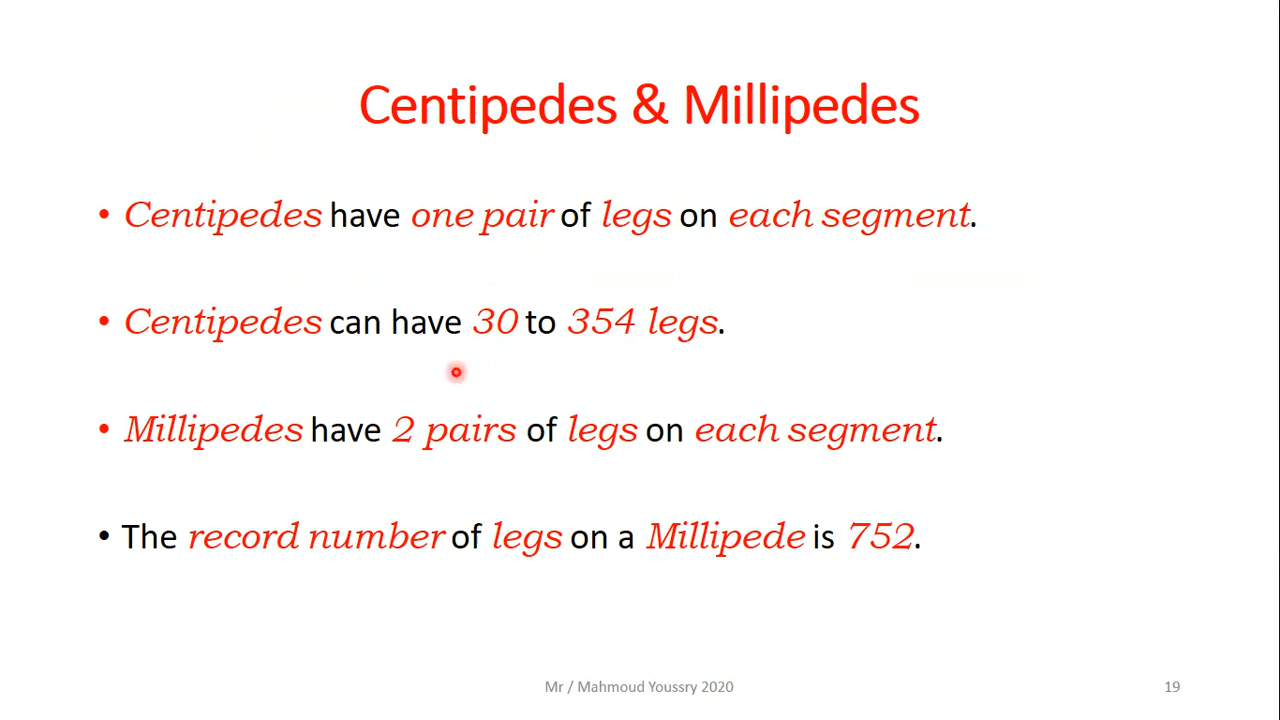 Centipedes & Millipedes
• Centipedes have one pair of legs on each segment.
• Centipedes can have 30 to 354 legs.
• Millipedes have 2 pairs of legs on each segment.
• The record number of legs on a Millipede is 752.
Mr / Mahmoud Youssry 2020
19